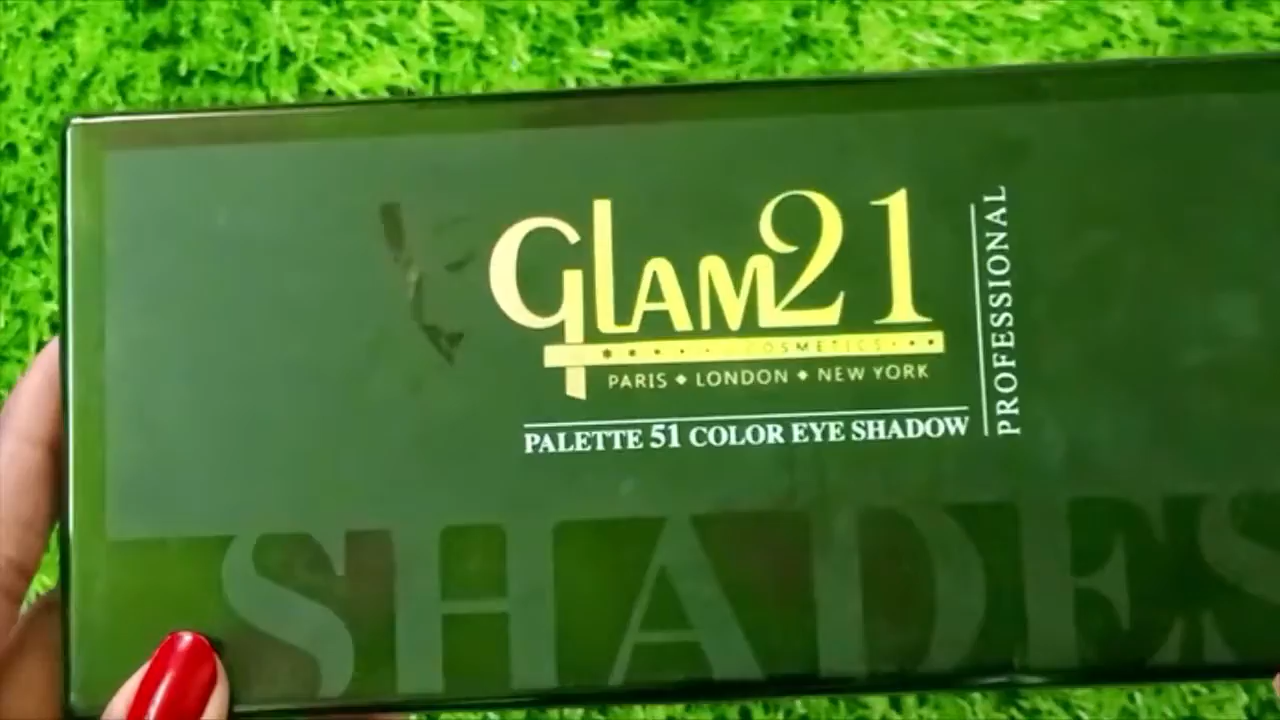 Glam21
COSMETICS
PARIS ◆ LONDON ◆ NEW YORK
PALETTE 51 COLOR EYE SHADOW
PROFESSIONAL
SHADES